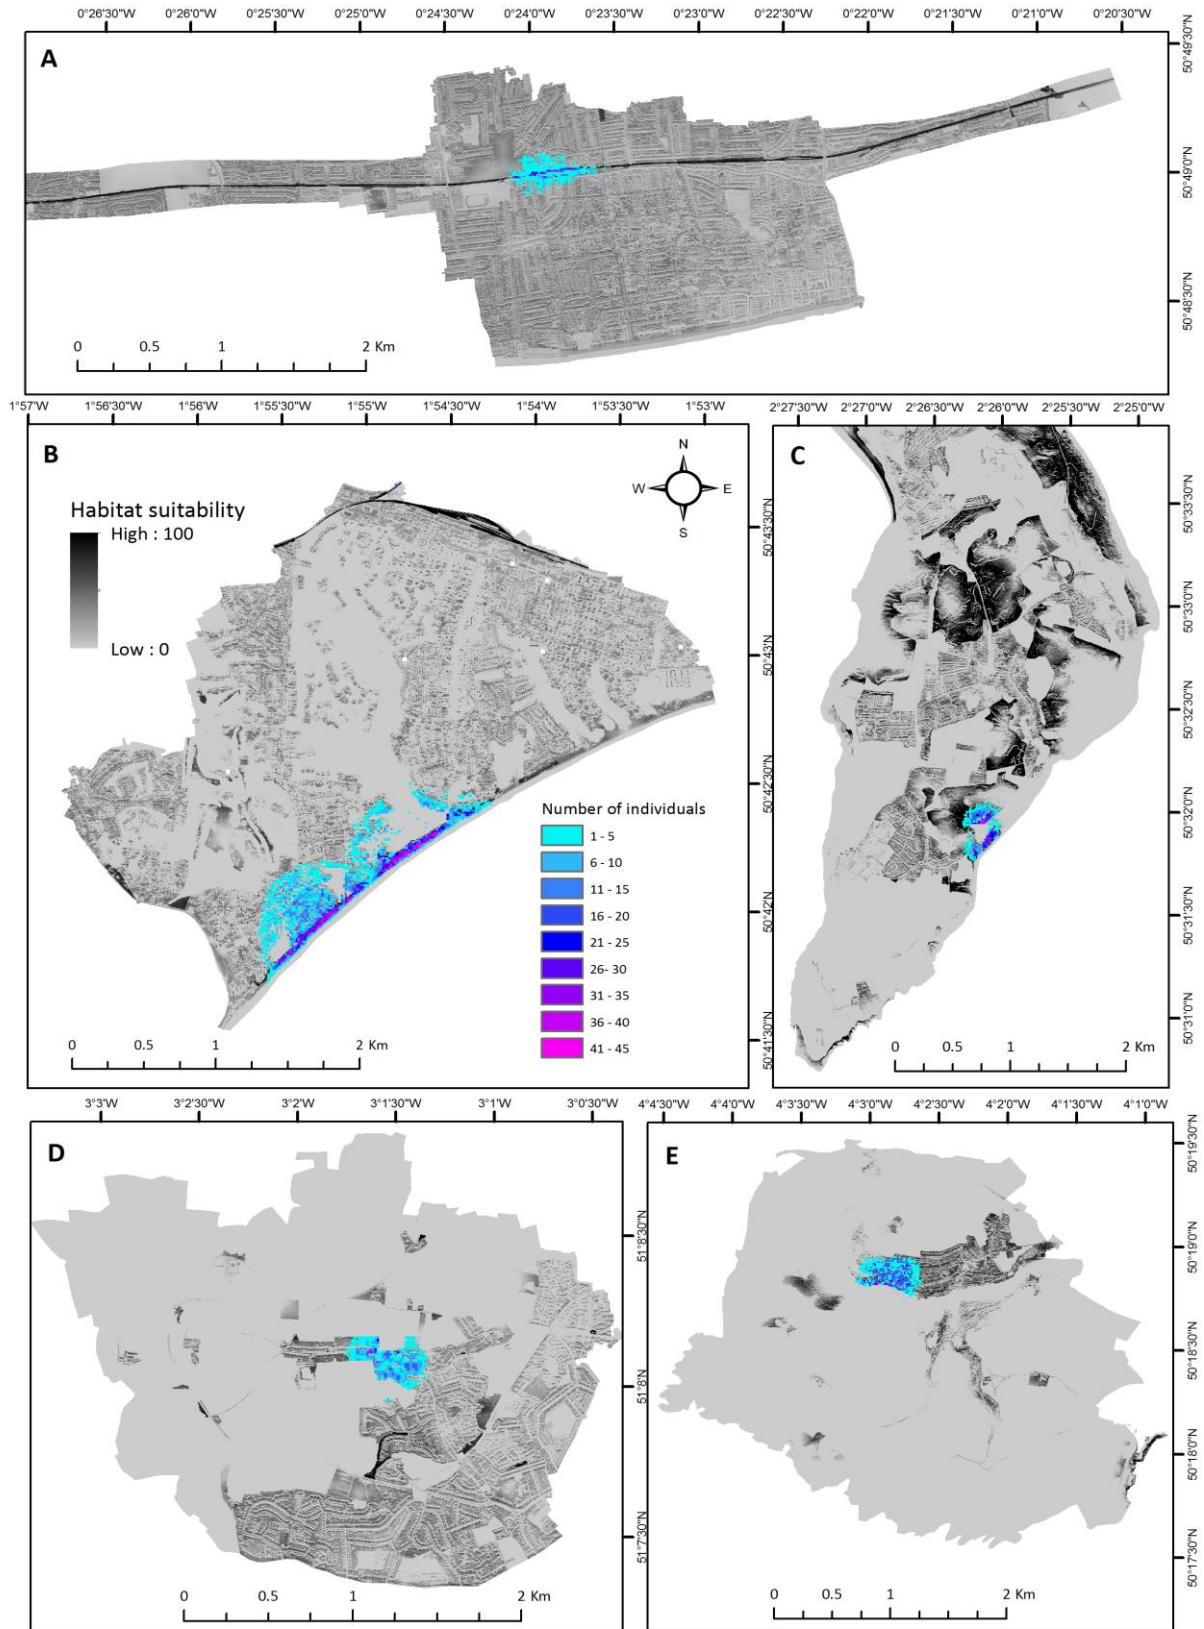 0°26'30"W 0°26'0"W 0°25'30"W 0°25'0"W 0°24'30"W 0°24'0"W 0°23'30"W 0°23'0"W 0°22'30"W 0°22'0"W 0°21'30"W 0°21'0"W 0°20'30"W
A
50°49'30"N
50°49'0"N
50°48'30"N
0 0.5 1 2 Km
1°57'W 1°56'30"W 1°56'W 1°55'30"W 1°55'W 1°54'30"W 1°54'W 1°53'30"W 1°53'W
B
N
W E
S
Habitat suitability
High : 100
Low : 0
50°43'30"N
50°43'N
50°42'30"N
50°42'N
50°41'30"N
Number of individuals
1 - 5
6 - 10
11 - 15
16 - 20
21 - 25
26- 30
31 - 35
36 - 40
41 - 45
0 0.5 1 2 Km
2°27'30"W 2°27'0"W 2°26'30"W 2°26'0"W 2°25'30"W 2°25'0"W
C
50°33'30"N
50°33'0"N
50°32'30"N
50°32'0"N
50°31'30"N
50°31'0"N
0 0.5 1 2 Km
3°3'W 3°2'30"W 3°2'W 3°1'30"W 3°1'W 3°0'30"W
D
51°8'30"N
51°8'N
51°7'30"N
0 0.5 1 2 Km
4°4'30"W 4°4'0"W 4°3'30"W 4°3'0"W 4°2'30"W 4°2'0"W 4°1'30"W 4°1'0"W
E
50°19'30"N
50°19'0"N
50°18'30"N
50°18'0"N
50°17'30"N
0 0.5 1 2 Km